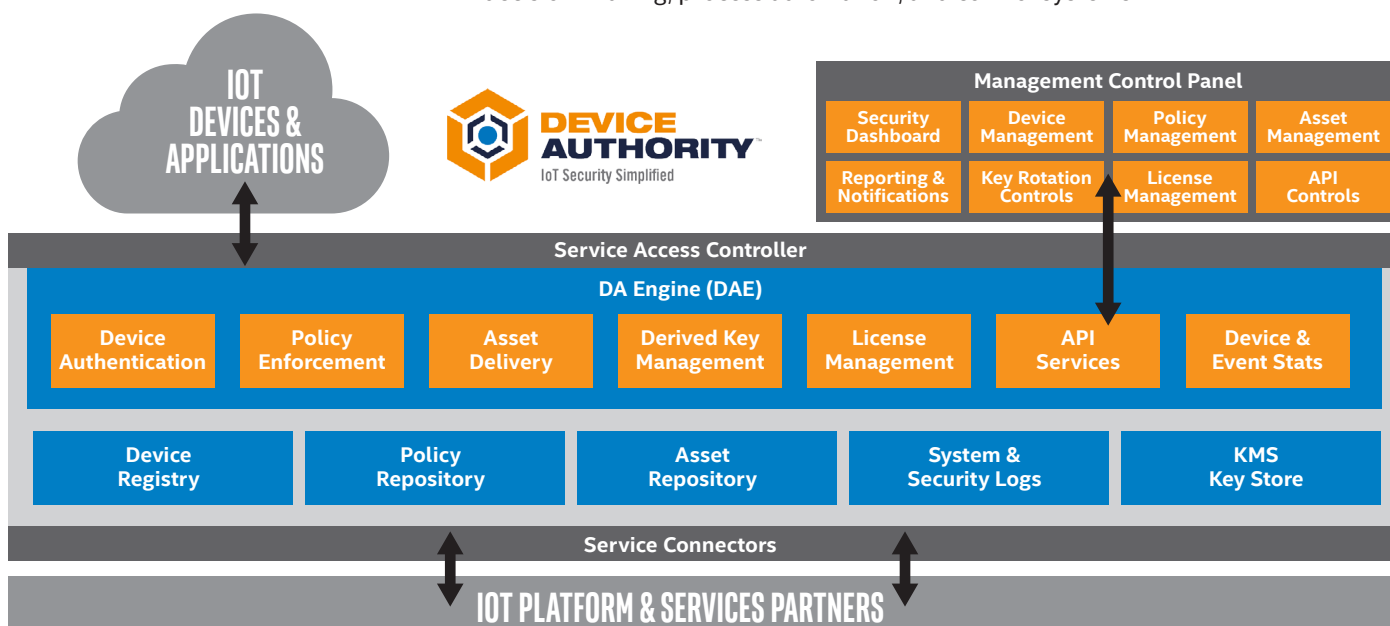 IOT
DEVICES &
APPLICATIONS
DEVICE
AUTHORITY™
IoT Security Simplified
Management Control Panel
Security
Dashboard
Device
Management
Policy
Management
Asset
Management
Reporting &
Notifications
Key Rotation
Controls
License
Management
API
Controls
Service Access Controller
DA Engine (DAE)
Device
Authentication
Policy
Enforcement
Asset
Delivery
Derived Key
Management
License
Management
API
Services
Device &
Event Stats
Device
Registry
Policy
Repository
Asset
Repository
System &
Security Logs
KMS
Key Store
Service Connectors
IOT PLATFORM & SERVICES PARTNERS